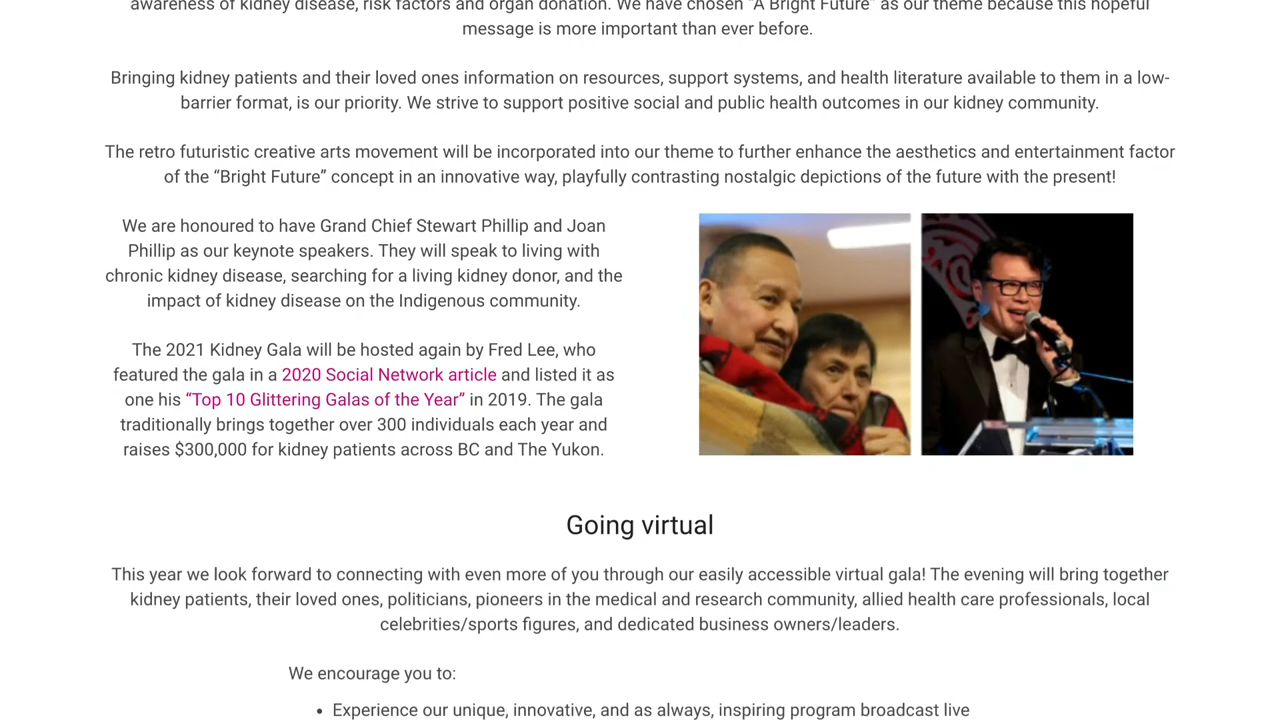 awareness of kidney disease, risk factors and organ donation. We have chosen “A Bright Future” as our theme because this hopeful
message is more important than ever before.
Bringing kidney patients and their loved ones information on resources, support systems, and health literature available to them in a low-
barrier format, is our priority. We strive to support positive social and public health outcomes in our kidney community.
The retro futuristic creative arts movement will be incorporated into our theme to further enhance the aesthetics and entertainment factor
of the “Bright Future” concept in an innovative way, playfully contrasting nostalgic depictions of the future with the present!
We are honoured to have Grand Chief Stewart Phillip and Joan
Phillip as our keynote speakers. They will speak to living with
chronic kidney disease, searching for a living kidney donor, and the
impact of kidney disease on the Indigenous community.
The 2021 Kidney Gala will be hosted again by Fred Lee, who
featured the gala in a 2020 Social Network article and listed it as
one his “Top 10 Glittering Galas of the Year” in 2019. The gala
traditionally brings together over 300 individuals each year and
raises $300,000 for kidney patients across BC and The Yukon.
Going virtual
This year we look forward to connecting with even more of you through our easily accessible virtual gala! The evening will bring together
kidney patients, their loved ones, politicians, pioneers in the medical and research community, allied health care professionals, local
celebrities/sports figures, and dedicated business owners/leaders.
We encourage you to:
• Experience our unique, innovative, and as always, inspiring program broadcast live